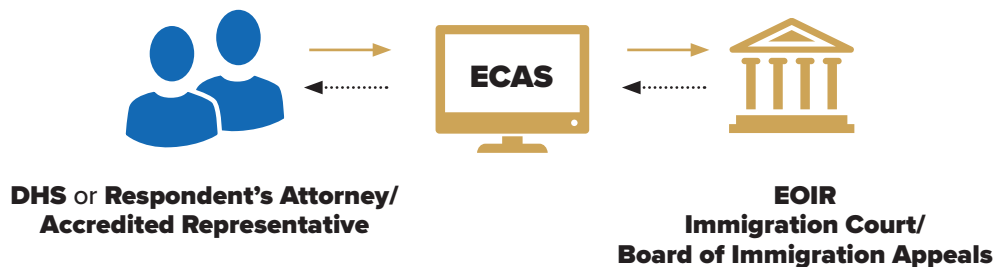 ECAS
DHS or Respondent’s Attorney/
Accredited Representative
EOIR
Immigration Court/
Board of Immigration Appeals